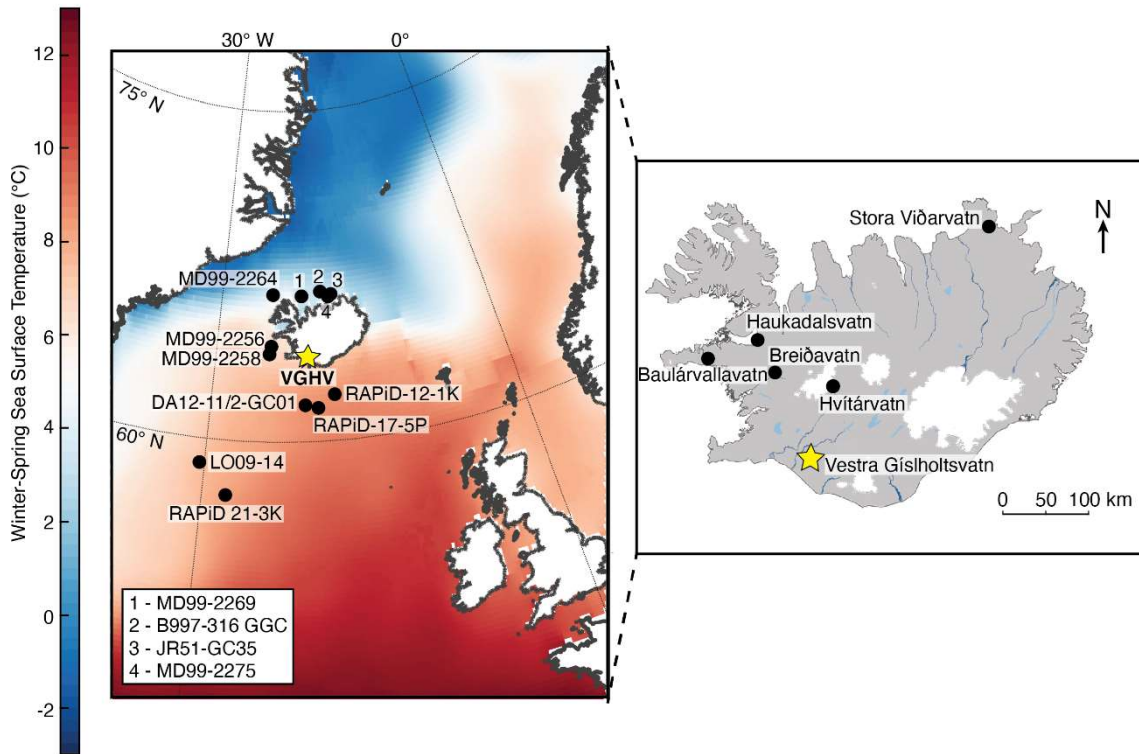 Winter-Spring Sea Surface Temperature (°C)
12
10
8
6
4
2
0
-2
30° W
0°
75° N
60° N
MD99-2264
1
2
3
4
MD99-2256
MD99-2258
VGHV
RAPiD-12-1K
DA12-11/2-GC01
RAPiD-17-5P
LO09-14
RAPiD 21-3K
1 - MD99-2269
2 - B997-316 GGC
3 - JR51-GC35
4 - MD99-2275
Stora Viðarvatn
N
Haukadalsvatn
Breiðavatn
Baulárvallavatn
Hvítárvatn
Vestra Gíslholtsvatn
0 50 100 km